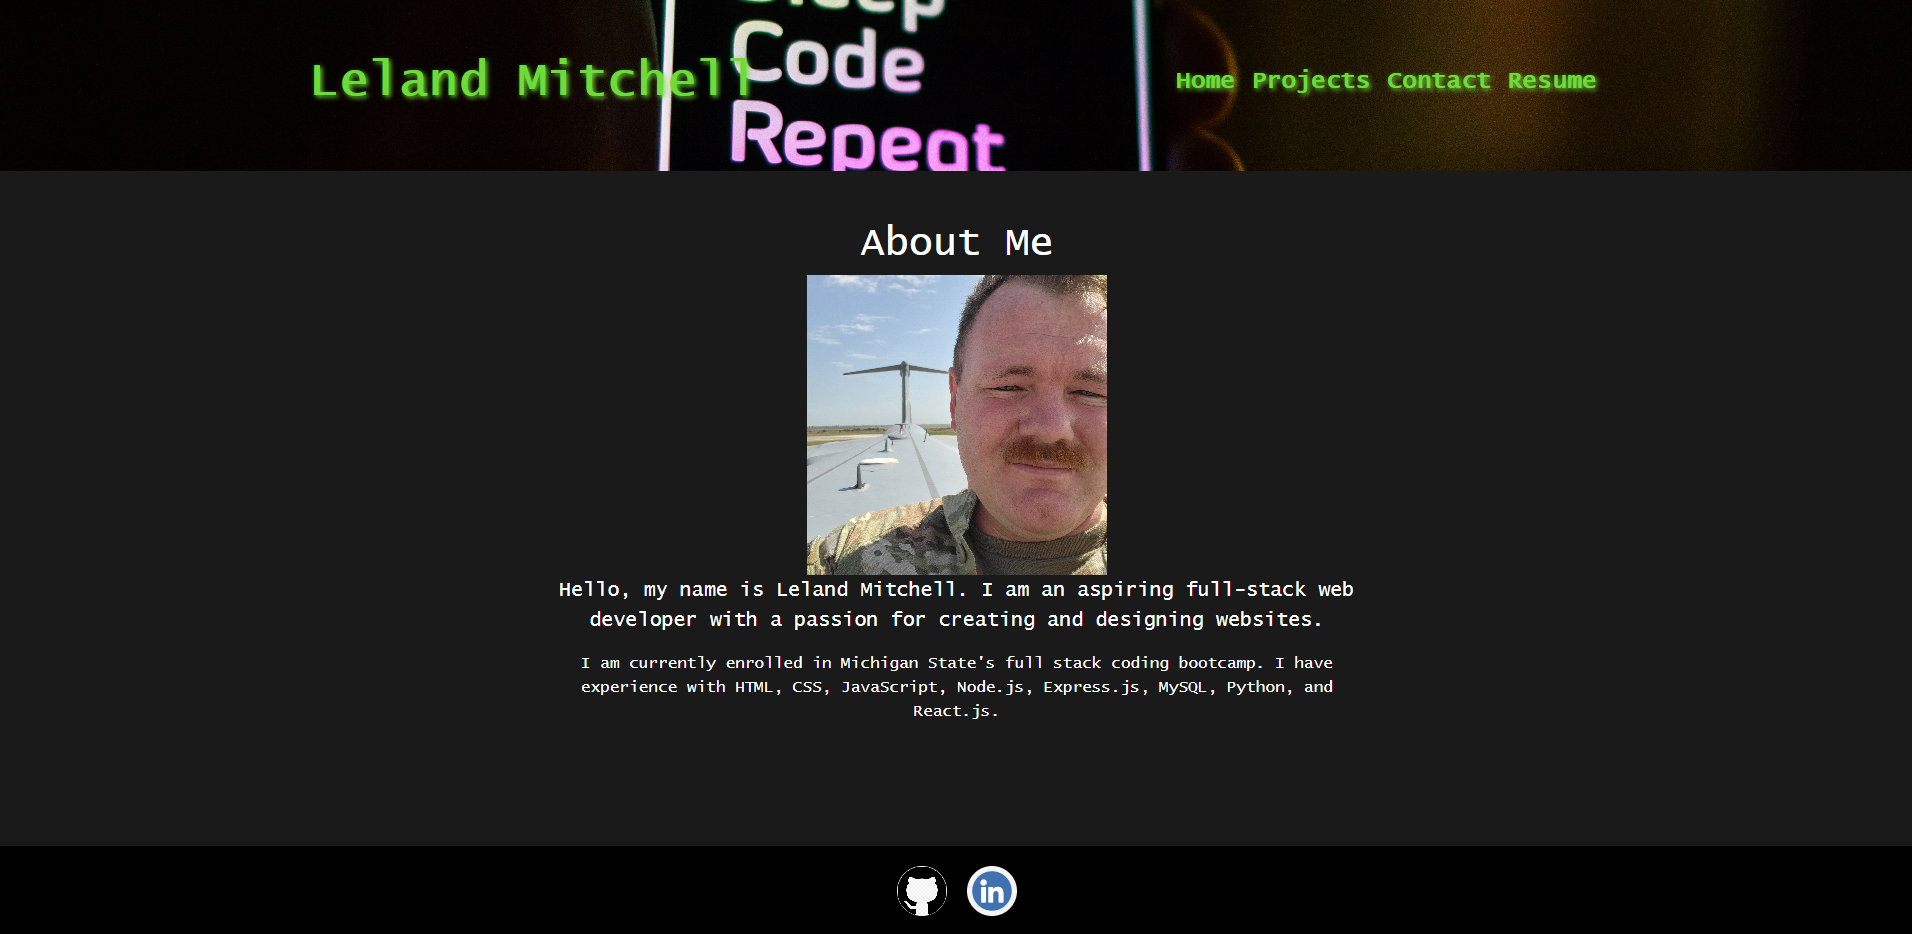 Code
Repeat
Leland Mitchell
Home Projects Contact Resume
About Me
Hello, my name is Leland Mitchell. I am an aspiring full-stack web
developer with a passion for creating and designing websites.
I am currently enrolled in Michigan State's full stack coding bootcamp. I have
experience with HTML, CSS, JavaScript, Node.js, Express.js, MySQL, Python, and
React.js.
in